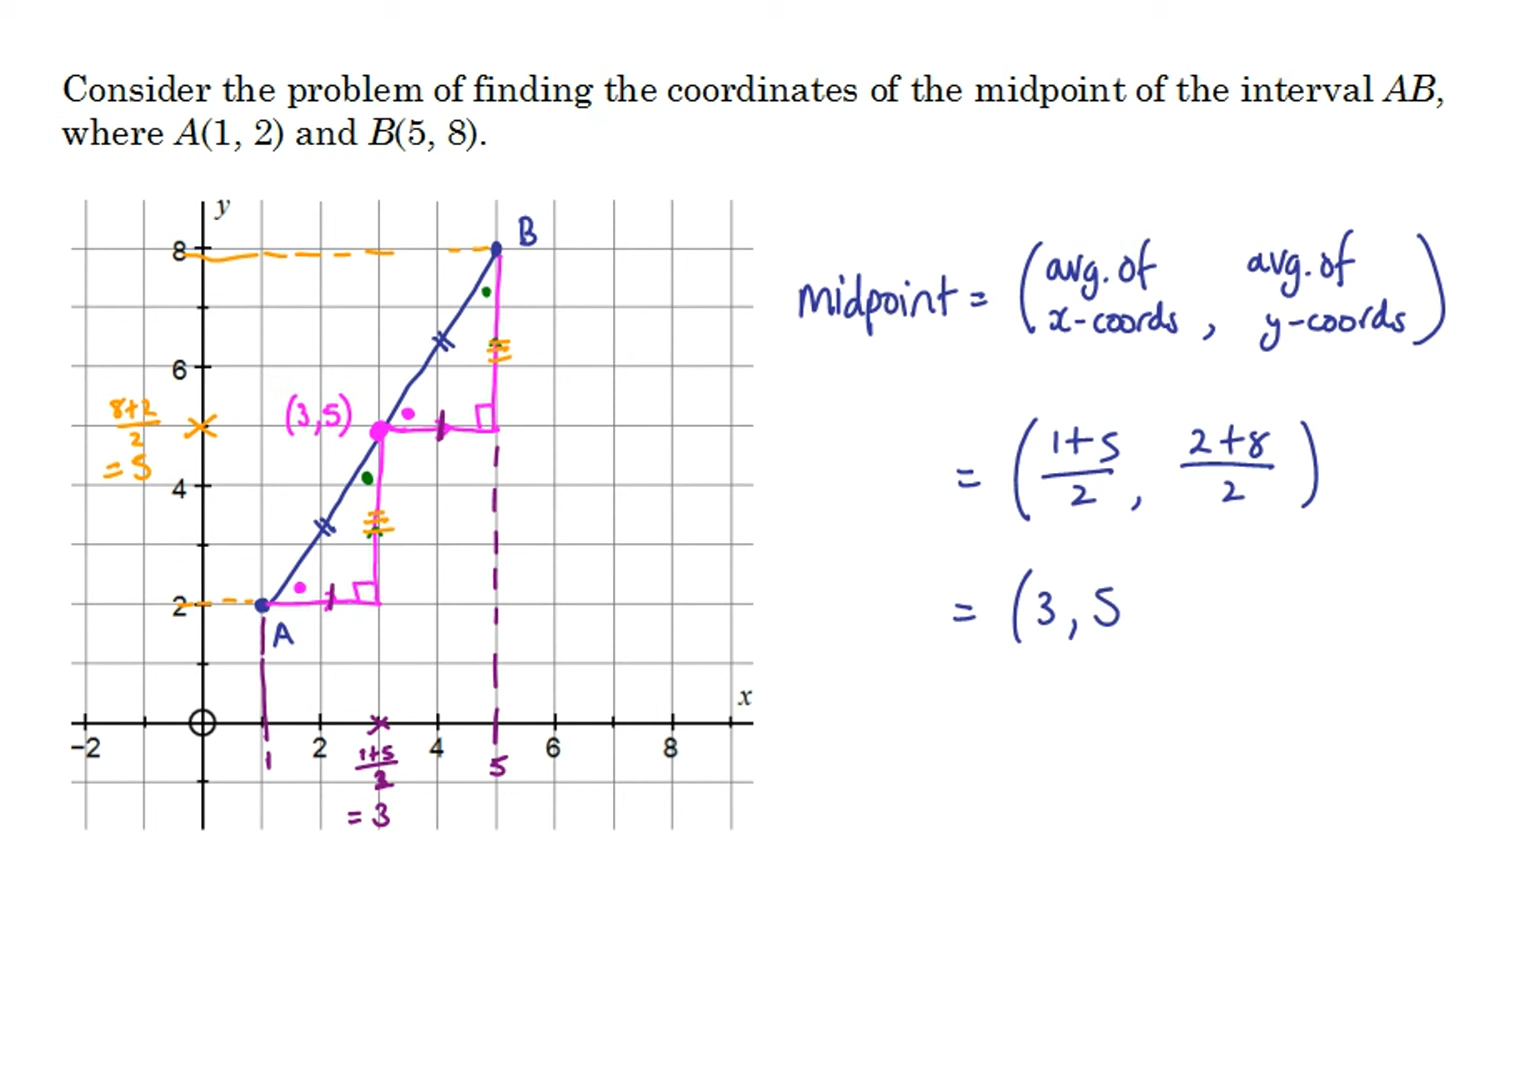 Consider the problem of finding the coordinates of the midpoint of the interval AB,
where A(1, 2) and B(5, 8).
y
B
8
6
4
2
(3,5)
8+2
2
= 5
A
x
-2
2
4
6
8
1
1+5
2
= 3
5
midpoint = (avg. of x-coords, avg. of y-coords)
= (1+5/2, 2+8/2)
= (3, 5